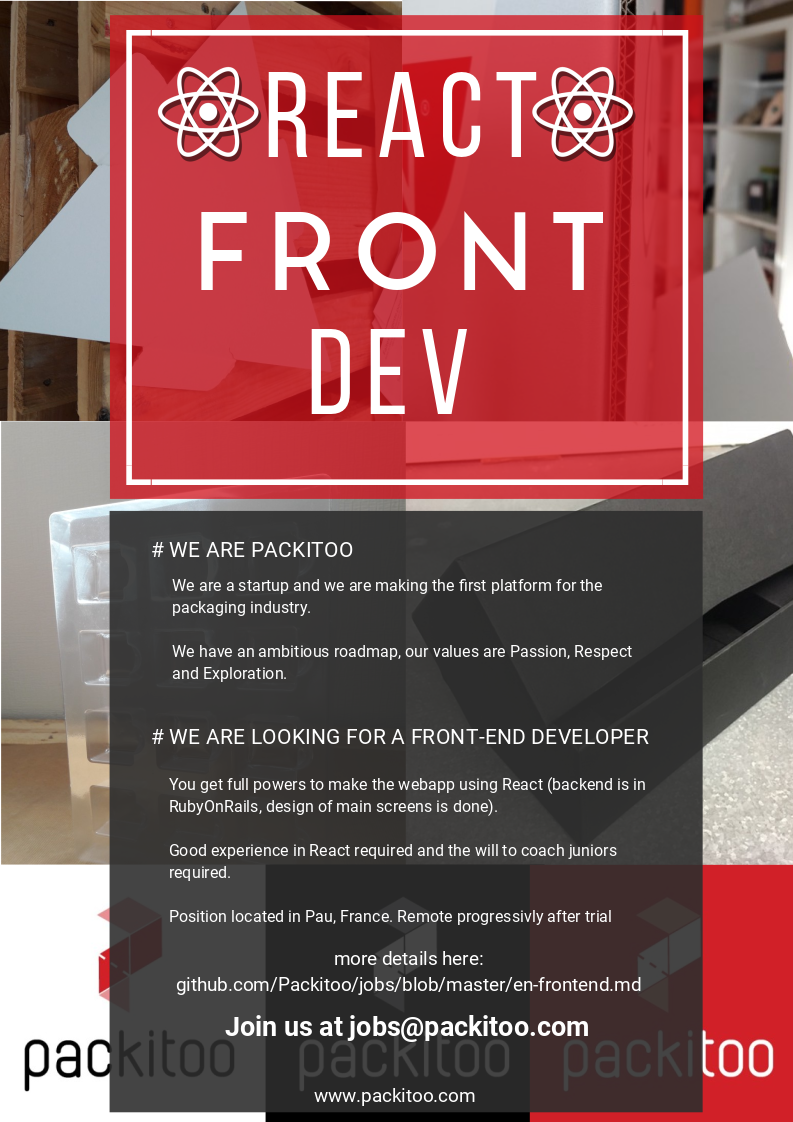 REACT
FRONT
DEV
# WE ARE PACKITOO
We are a startup and we are making the first platform for the
packaging industry.
We have an ambitious roadmap, our values are Passion, Respect
and Exploration.
# WE ARE LOOKING FOR A FRONT-END DEVELOPER
You get full powers to make the webapp using React (backend is in
RubyOnRails, design of main screens is done).
Good experience in React required and the will to coach juniors
required.
Position located in Pau, France. Remote progressivly after trial
more details here:
github.com/Packitoo/jobs/blob/master/en-frontend.md
Join us at jobs@packitoo.com
packitoo packitoo packitoo
www.packitoo.com